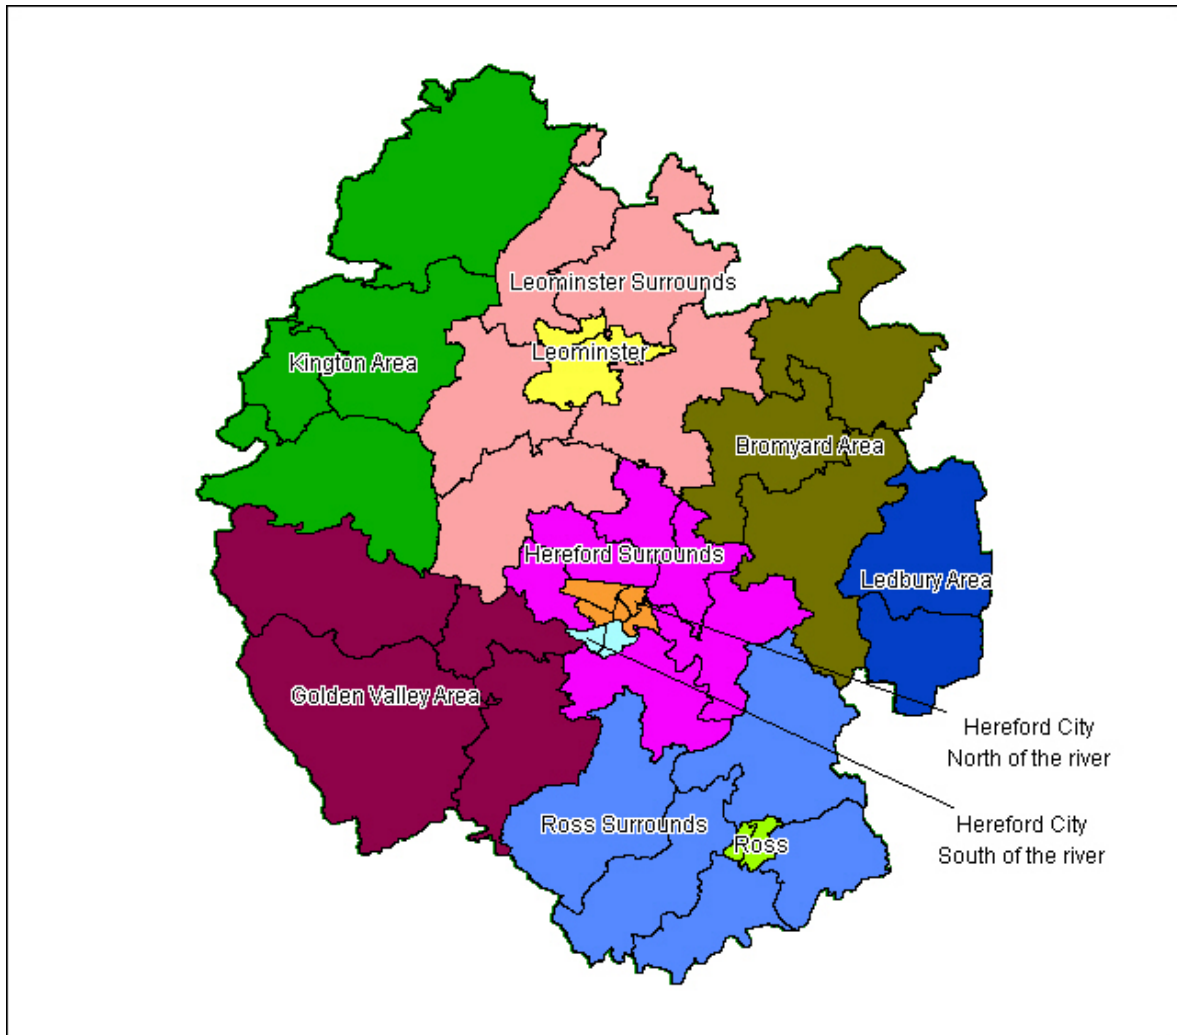 Leominster Surrounds
Leominster
Kington Area
Bromyard Area
Hereford Surrounds
Ledbury Area
Golden Valley Area
Hereford City
North of the river
Ross Surrounds
Ross
Hereford City
South of the river